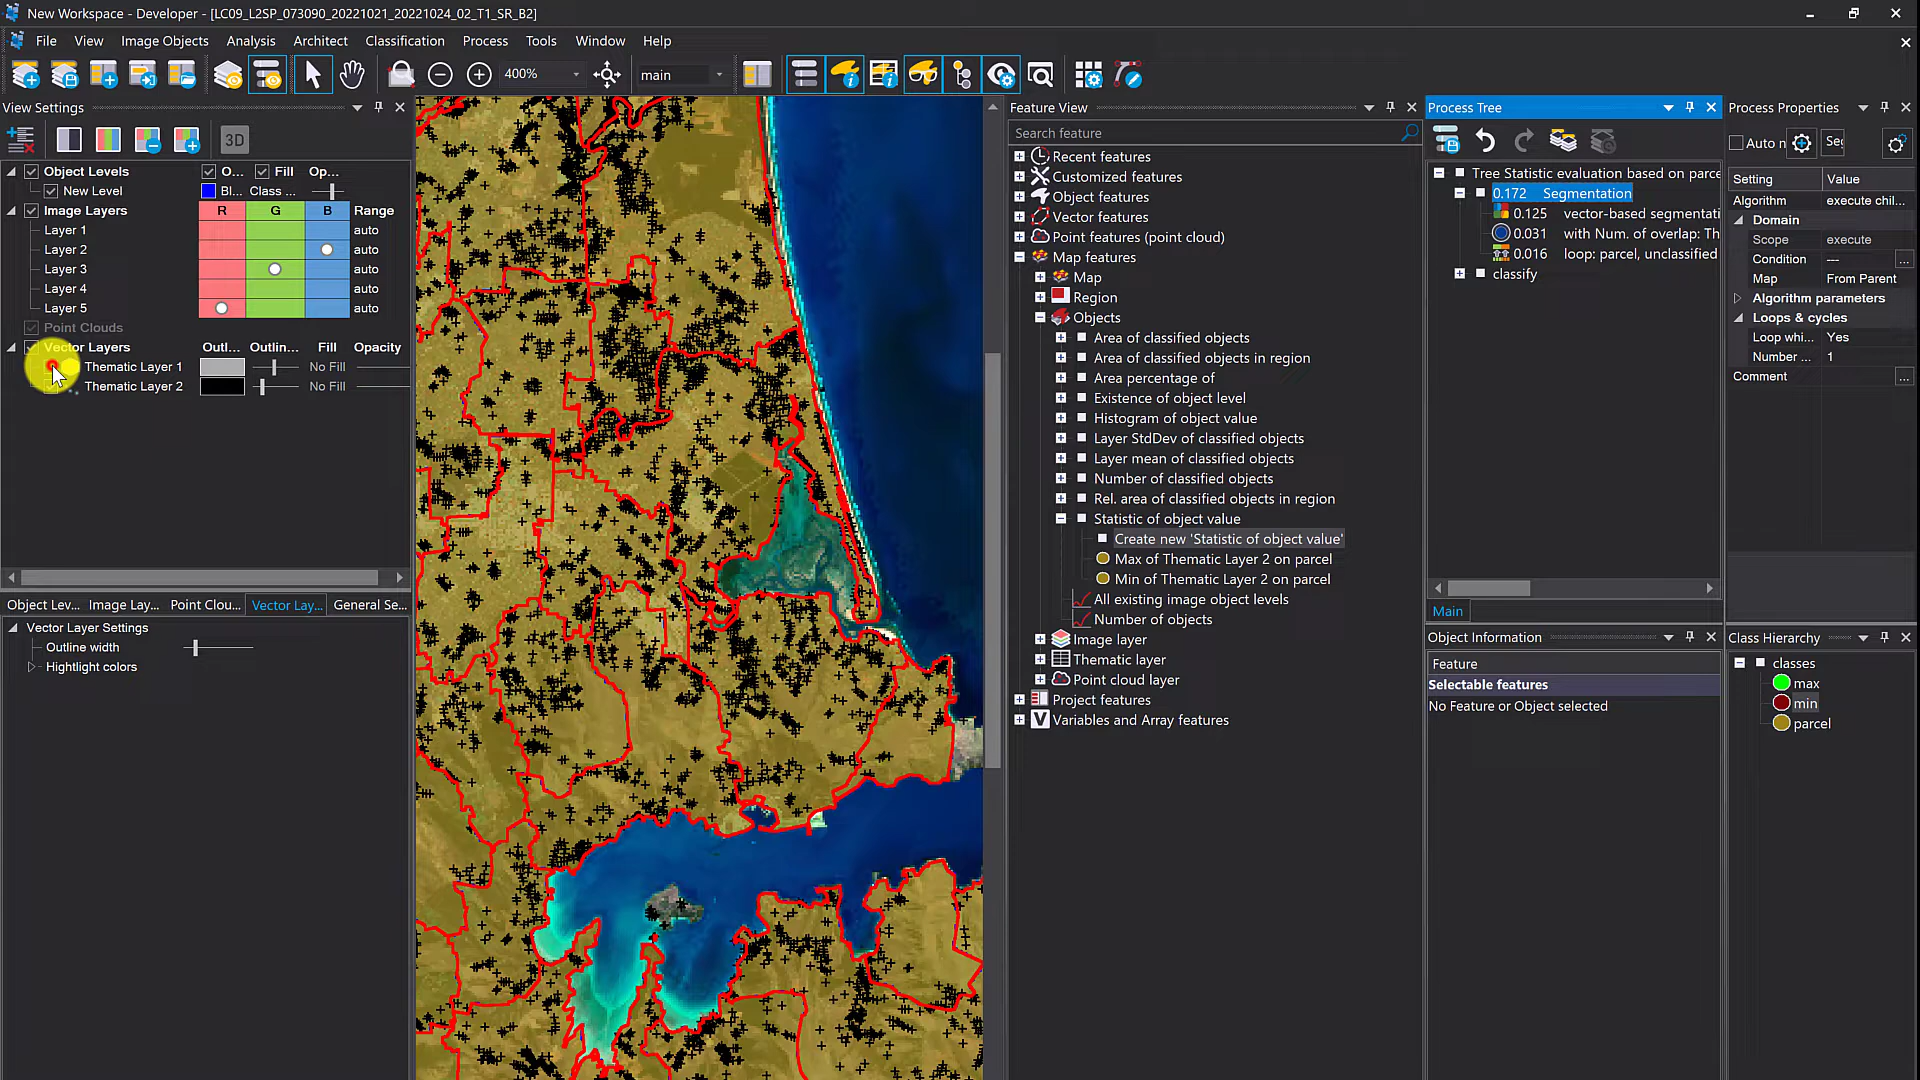 New Workspace - Developer - [LC09_L2SP_073090_20221021_20221024_02_T1_SR_B2]
File View Image Objects Analysis Architect Classification Process Tools Window Help
400% main
View Settings
3D
Object Levels O... Fill Op...
New Level Bl... Class ...
Image Layers R G B Range
Layer 1 auto
Layer 2 auto
Layer 3 auto
Layer 4 auto
Layer 5 auto
Point Clouds
Vector Layers Outl... Outlin... Fill Opacity
Thematic Layer 1 No Fill
Thematic Layer 2 No Fill
Object Lev... Image Lay... Point Clou... Vector Lay... General Se...
Vector Layer Settings
Outline width
Hightlight colors
Feature View
Search feature
Recent features
Customized features
Object features
Vector features
Point features (point cloud)
Map features
Map
Region
Objects
Area of classified objects
Area of classified objects in region
Area percentage of
Existence of object level
Histogram of object value
Layer StdDev of classified objects
Layer mean of classified objects
Number of classified objects
Rel. area of classified objects in region
Statistic of object value
Create new 'Statistic of object value'
Max of Thematic Layer 2 on parcel
Min of Thematic Layer 2 on parcel
All existing image object levels
Number of objects
Image layer
Thematic layer
Point cloud layer
Project features
V Variables and Array features
Process Tree
Tree Statistic evaluation based on parce
0.172 Segmentation
0.125 vector-based segmentati
0.031 with Num. of overlap: Th
0.016 loop: parcel, unclassified
classify
Main
Object Information
Feature
Selectable features
No Feature or Object selected
Process Properties
Auto n Seg
Setting Value
Algorithm execute chil...
Domain
Scope execute
Condition --- ...
Map From Parent
Algorithm parameters
Loops & cycles
Loop whi... Yes
Number ... 1
Comment ...
Class Hierarchy
classes
max
min
parcel